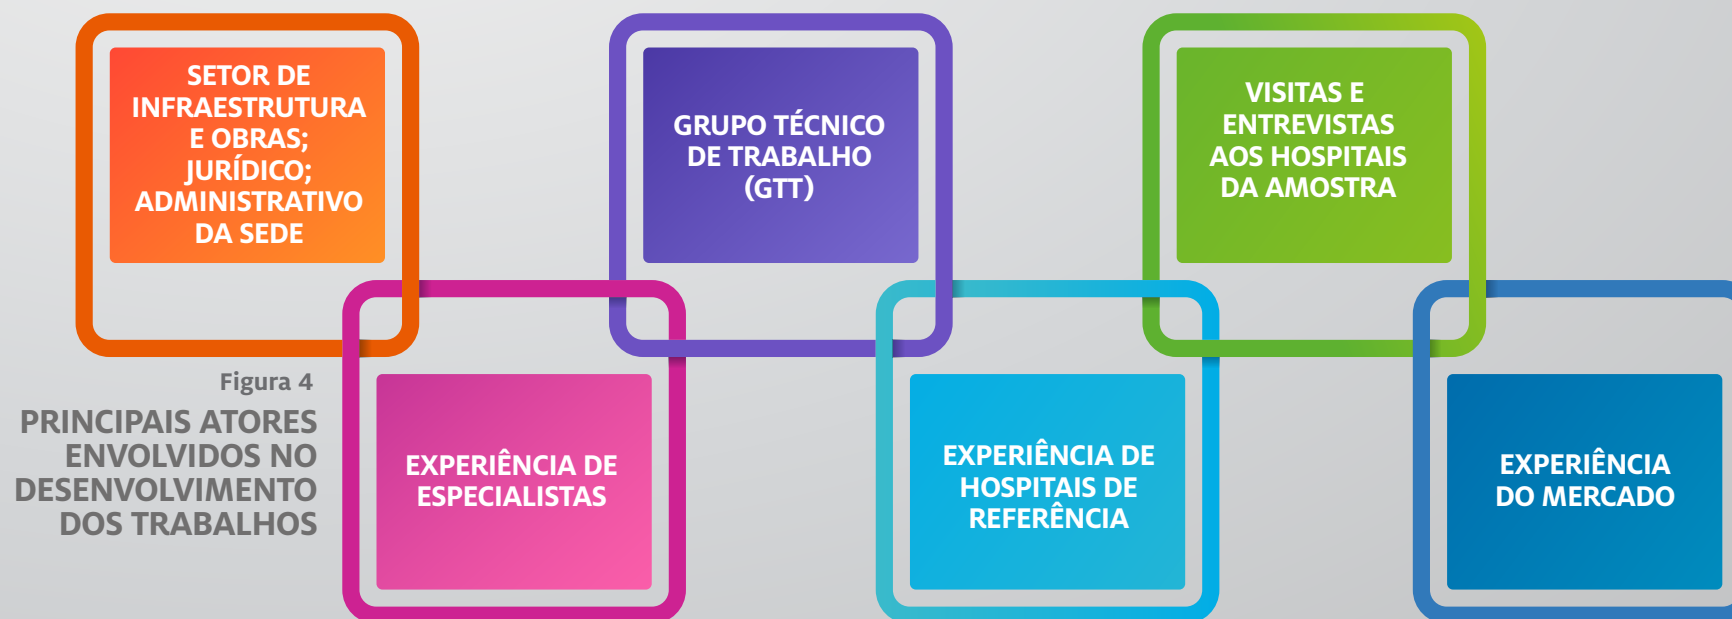 SETOR DE
INFRAESTRUTURA
E OBRAS;
JURÍDICO;
ADMINISTRATIVO
DA SEDE
GRUPO TÉCNICO
DE TRABALHO
(GTT)
VISITAS E
ENTREVISTAS
AOS HOSPITAIS
DA AMOSTRA
Figura 4
PRINCIPAIS ATORES
ENVOLVIDOS NO
DESENVOLVIMENTO
DOS TRABALHOS
EXPERIÊNCIA DE
ESPECIALISTAS
EXPERIÊNCIA DE
HOSPITAIS DE
REFERÊNCIA
EXPERIÊNCIA
DO MERCADO